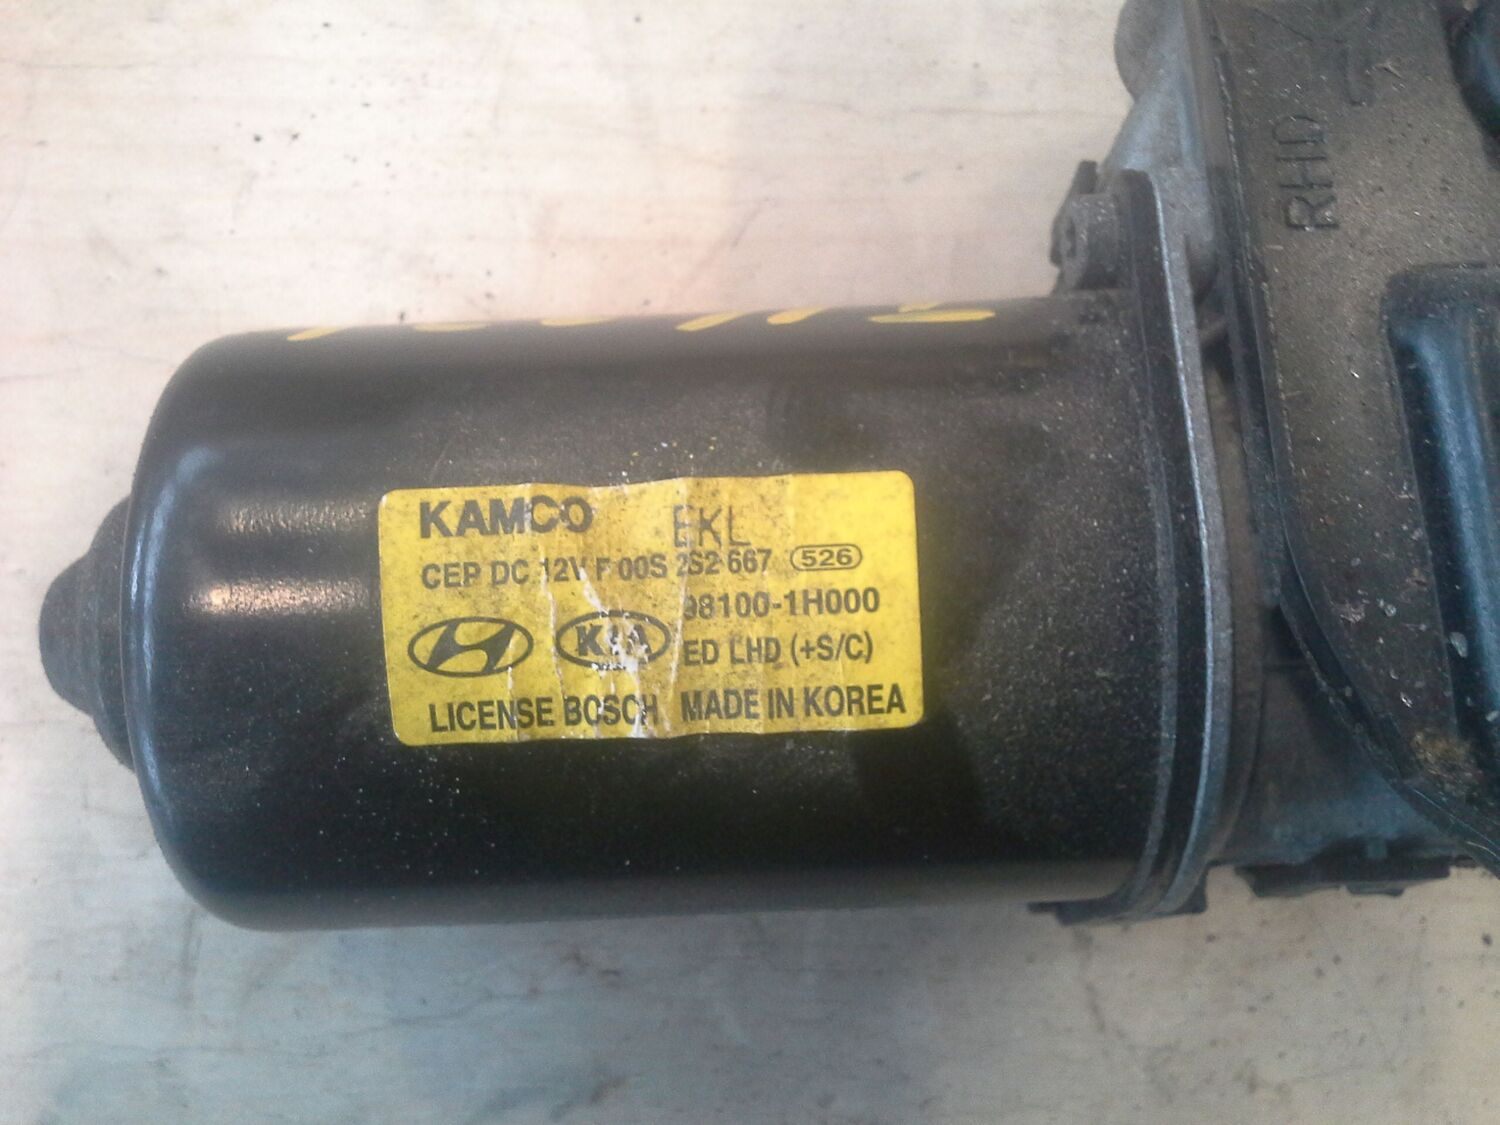 RHD
KAMCO EKL
CEP DC 12V F 00S 2S2 667 526
98100-1H000
KIA
ED LHD (+S/C)
LICENSE BOSCH MADE IN KOREA